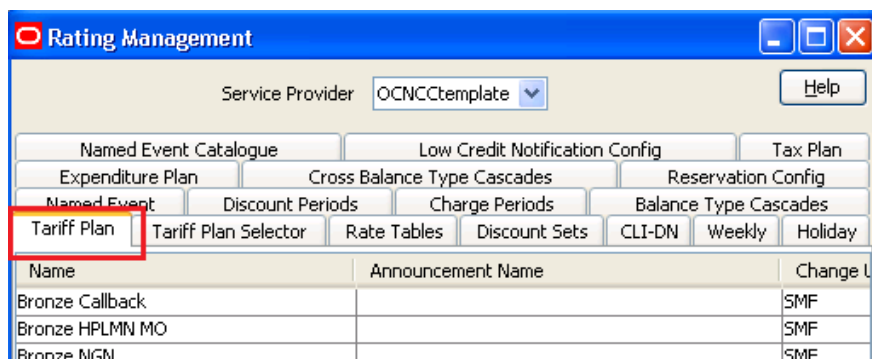 Rating Management
Service Provider OCNCCtemplate Help
Named Event Catalogue Low Credit Notification Config Tax Plan
Expenditure Plan Cross Balance Type Cascades Reservation Config
Named Event Discount Periods Charge Periods Balance Type Cascades
Tariff Plan Tariff Plan Selector Rate Tables Discount Sets CLI-DN Weekly Holiday
Name Announcement Name Change
Bronze Callback SMF
Bronze HPLMN MO SMF
Bronze NGN SMF